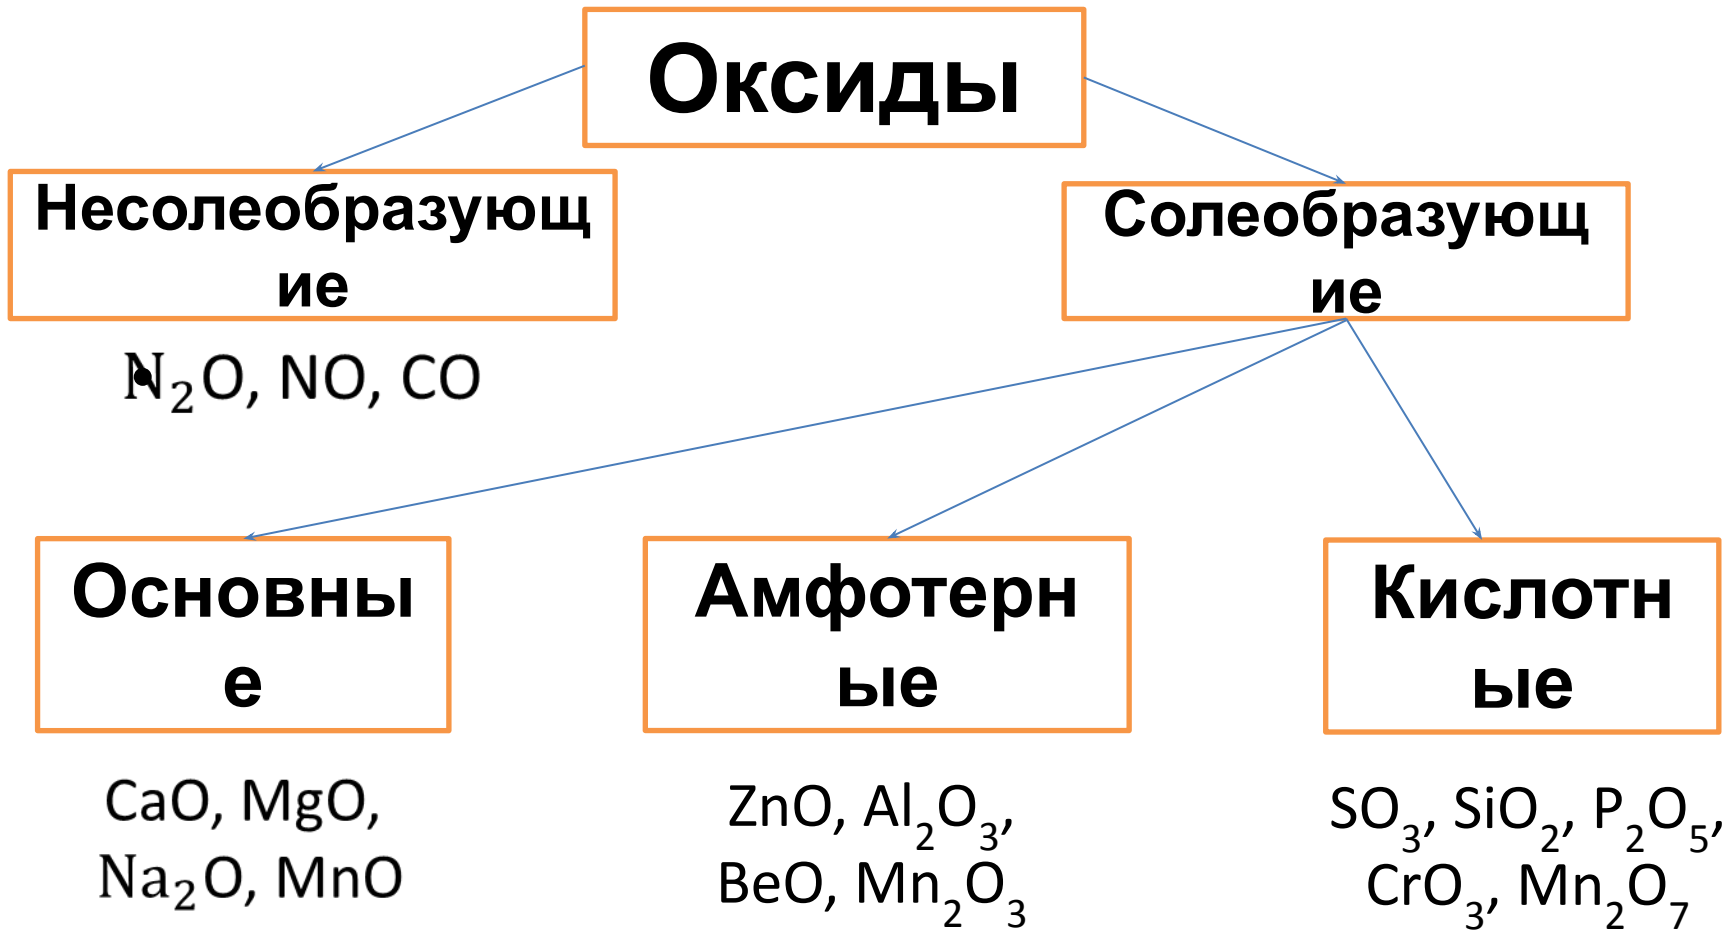 Оксиды
Несолеобразующ
ие
Солеобразующ
ие
N₂O, NO, CO
Основны
е
Амфотерн
ые
Кислотн
ые
CaO, MgO,
Na₂O, MnO
ZnO, Al₂O₃,
BeO, Mn₂O₃
SO₃, SiO₂, P₂O₅,
CrO₃, Mn₂O₇